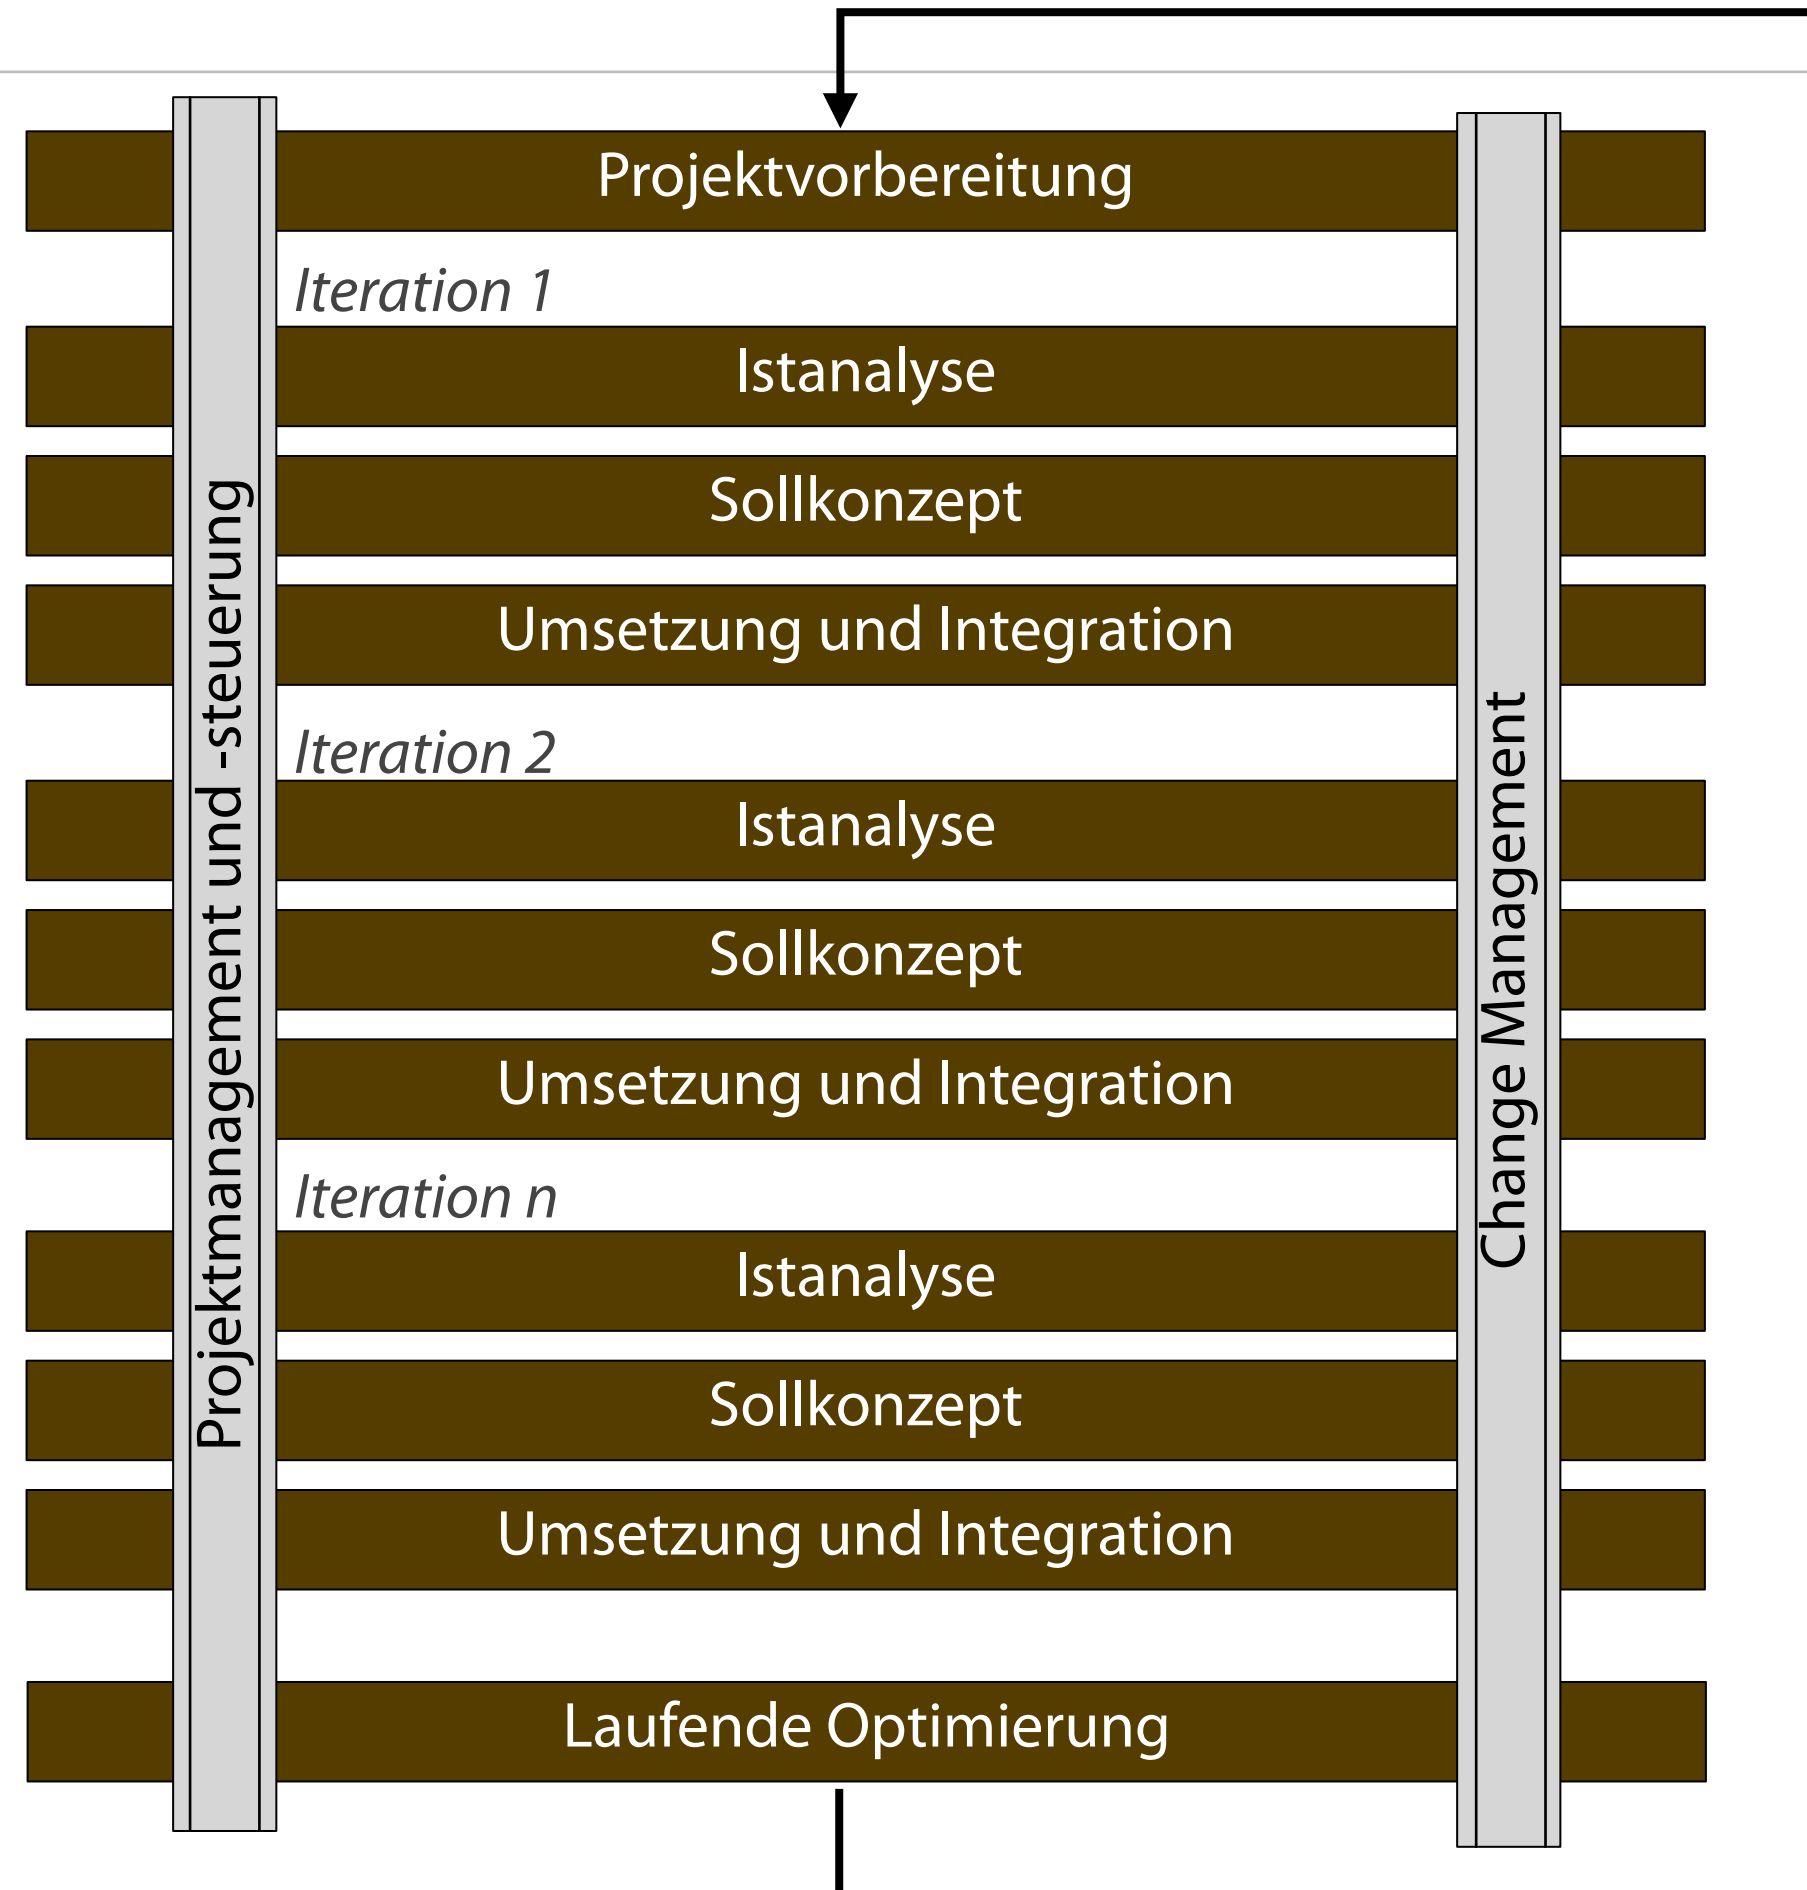 Projektvorbereitung
Iteration 1
Istanalyse
Sollkonzept
Umsetzung und Integration
Iteration 2
Istanalyse
Sollkonzept
Umsetzung und Integration
Iteration n
Istanalyse
Sollkonzept
Umsetzung und Integration
Laufende Optimierung
Projektmanagement und -steuerung
Change Management